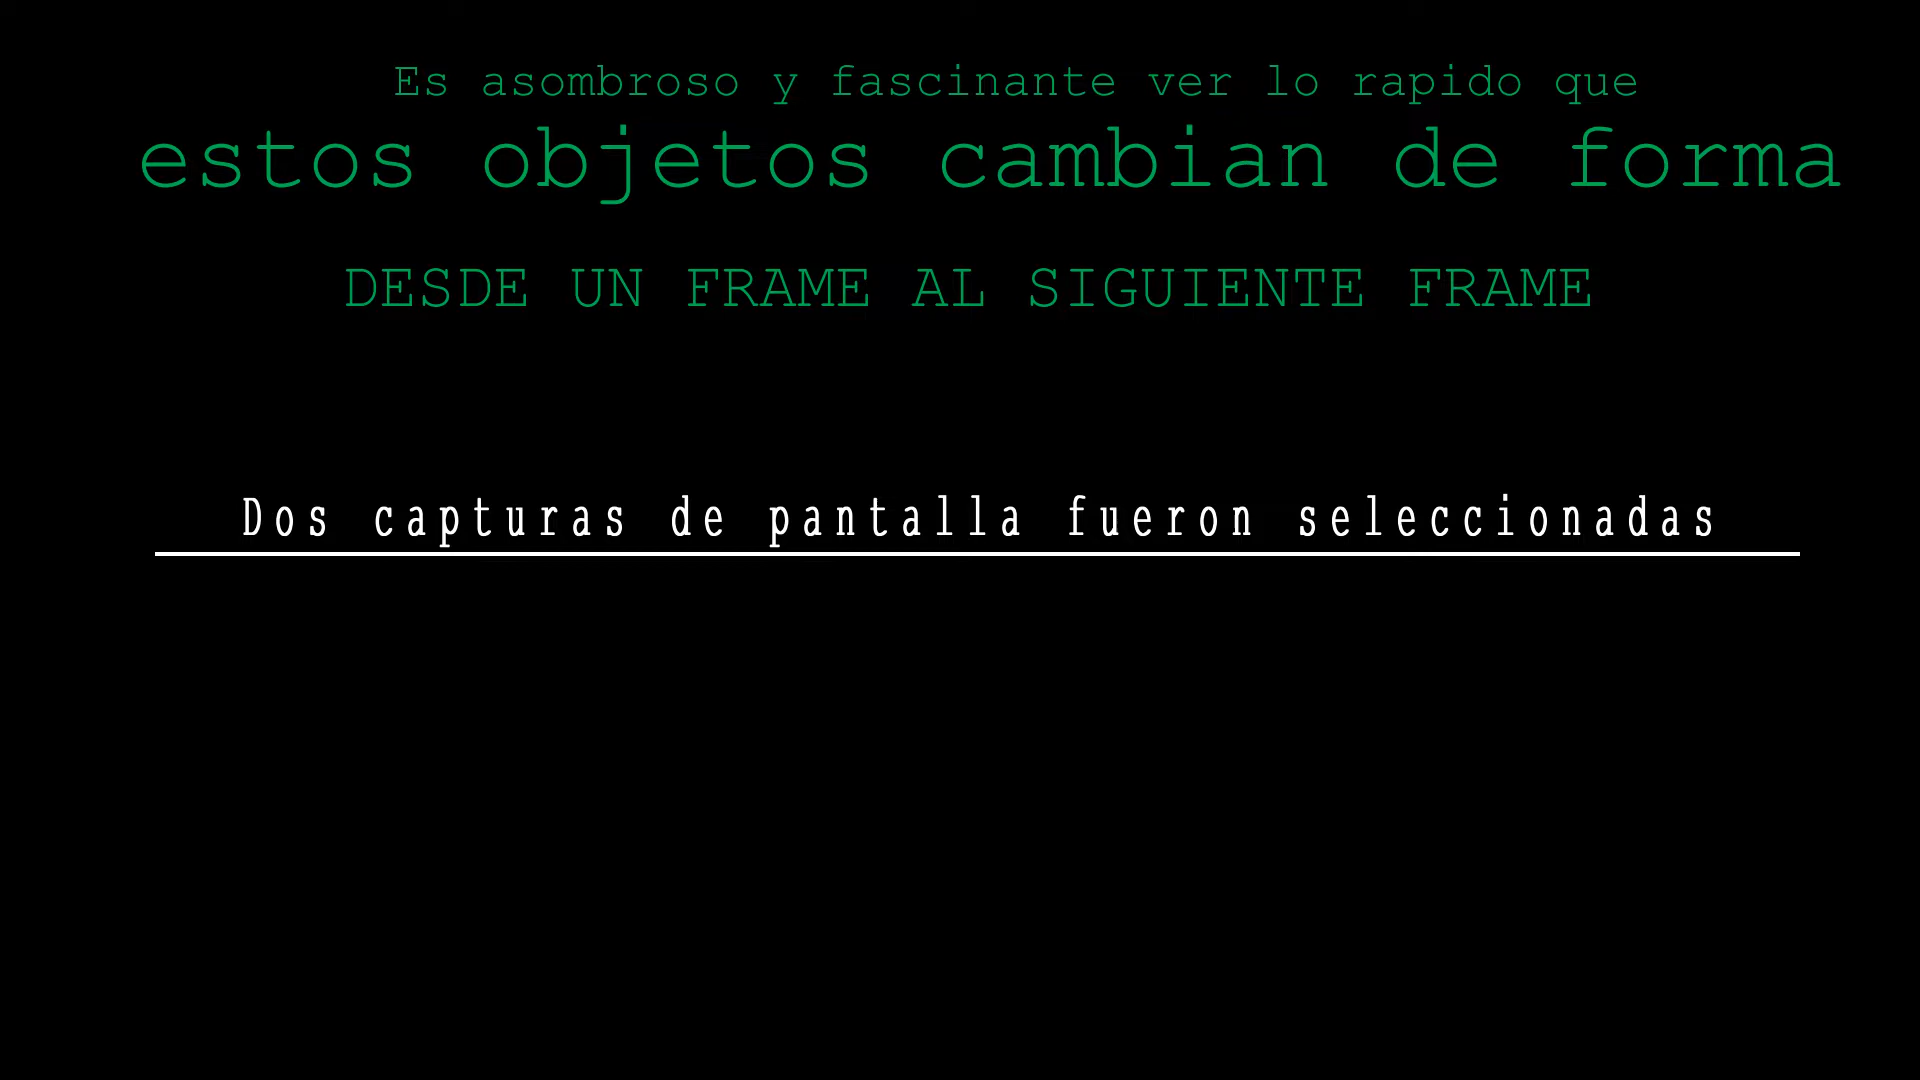 Es asombroso y fascinante ver lo rapido que
estos objetos cambian de forma
DESDE UN FRAME AL SIGUIENTE FRAME
Dos capturas de pantalla fueron seleccionadas